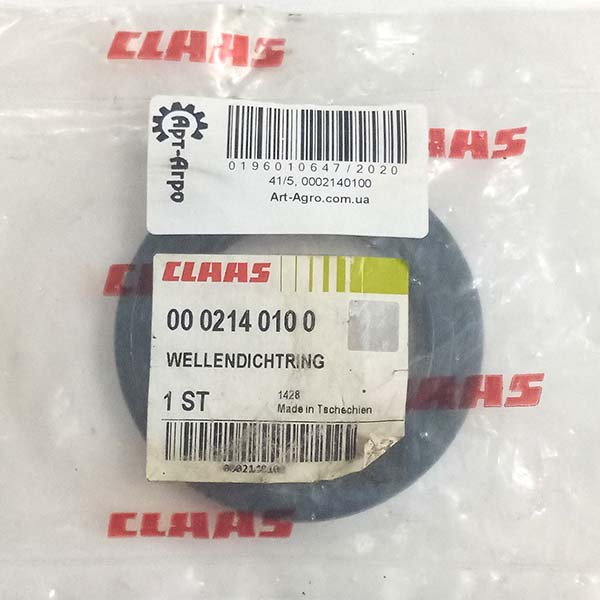 CLAAS
CLAAS
Арт-Агро
0196010647/2020
41/5, 0002140100
Art-Agro.com.ua
CLAAS
CLAAS
00 0214 010 0
WELLENDICHTRING
1 ST
1428
Made in Tschechien
CLAAS
CLAAS